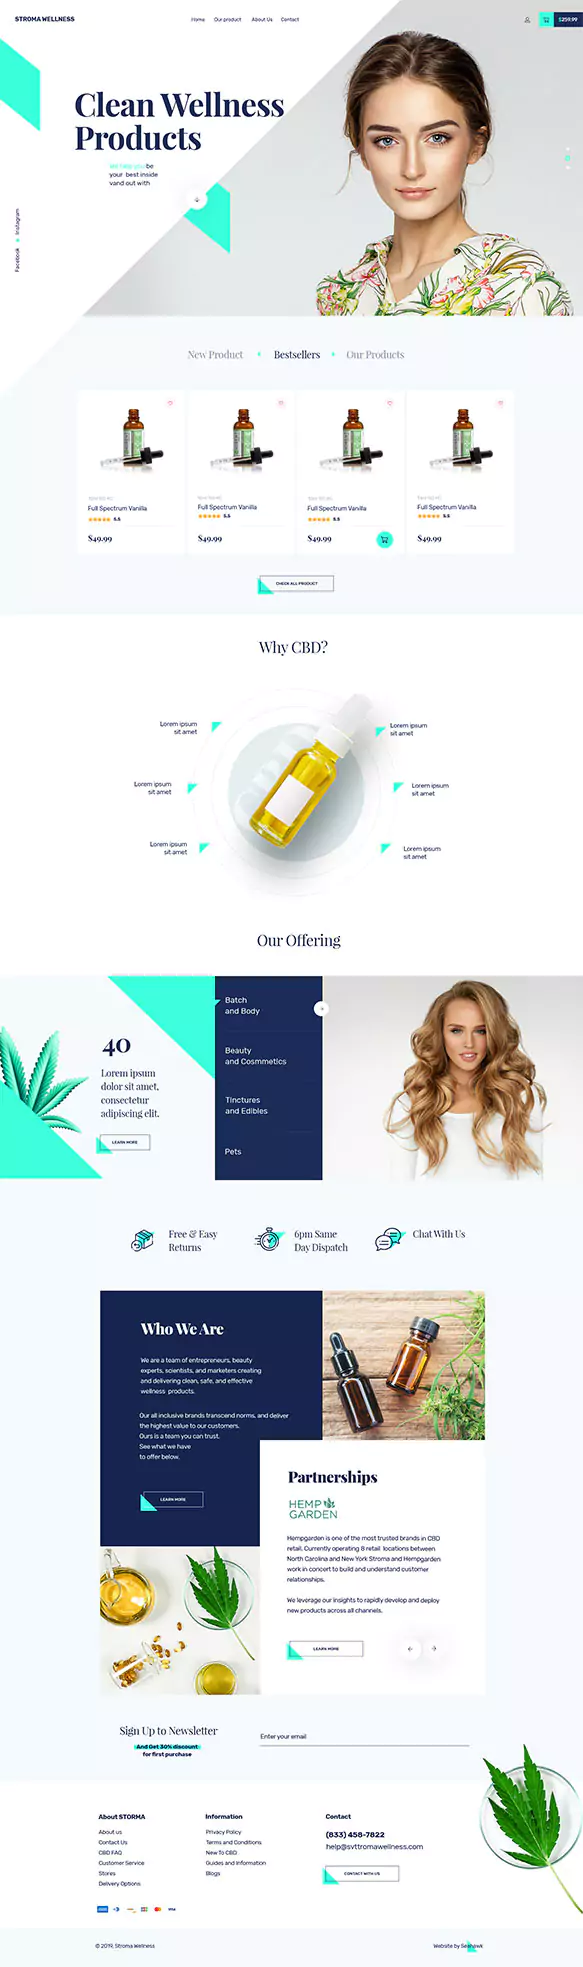 STROMA WELLNESS
Home
Our product
About Us
Contact
$259.99
Clean Wellness
Products
We help you be
your best inside
vand out with
Facebook
Instagram
New Product
Bestsellers
Our Products
Full Spectrum Vanilla
5.5
$49.99
Full Spectrum Vanilla
5.5
$49.99
Full Spectrum Vanilla
5.5
$49.99
Full Spectrum Vanilla
5.5
$49.99
CHECK ALL PRODUCT
Why CBD?
Lorem ipsum
sit amet
Lorem ipsum
sit amet
Lorem ipsum
sit amet
Lorem ipsum
sit amet
Lorem ipsum
sit amet
Lorem ipsum
sit amet
Our Offering
40
Lorem ipsum
dolor sit amet,
consectetur
adipiscing elit.
LEARN MORE
Batch
and Body
Beauty
and Cosmmetics
Tinctures
and Edibles
Pets
Free & Easy
Returns
6pm Same
Day Dispatch
Chat With Us
Who We Are
We are a team of entrepreneurs, beauty
experts, scientists, and marketers creating
and delivering clean, safe, and effective
wellness products.
Our all inclusive brands transcend norms, and deliver
the highest value to our customers.
Ours is a team you can trust.
See what we have
to offer below.
LEARN MORE
Partnerships
HEMP
GARDEN
Hempgarden is one of the most trusted brands in CBD
retail. Currently operating 8 retail locations between
North Carolina and New York Stroma and Hempgarden
work in concert to build and understand customer
relationships.
We leverage our insights to rapidly develop and deploy
new products across all channels.
LEARN MORE
Sign Up to Newsletter
And Get 30% discount
for first purchase
Enter your email
About STORMA
About us
Contact Us
CBD FAQ
Customer Service
Stores
Delivery Options
Information
Privacy Policy
Terms and Conditions
New To CBD
Guides and Information
Blogs
Contact
(833) 458-7822
help@svttromawellness.com
CONTACT WITH US
VISA
© 2019, Stroma Wellness
Website by Seahawk